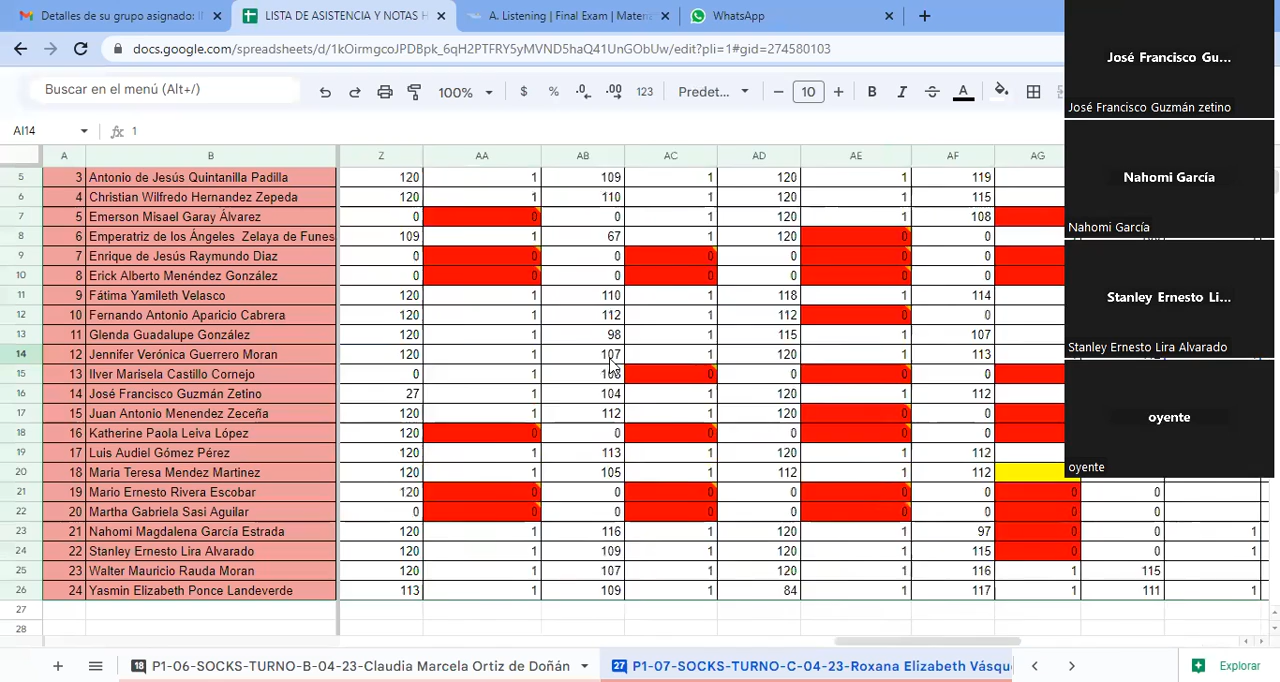 Detalles de su grupo asignado: II
LISTA DE ASISTENCIA Y NOTAS H
A. Listening | Final Exam | Mater
WhatsApp
docs.google.com/spreadsheets/d/1kOirmgcoJPDBpk_6qH2PTFRY5yMVND5haQ41UnGObUw/edit?pli=1#gid=274580103
Buscar en el menú (Alt+/) 100% $ % .0 .00 123 Predet... 10 B I A
AI14 fx 1
A B Z AA AB AC AD AE AF AG
5 3 Antonio de Jesús Quintanilla Padilla 120 1 109 1 120 1 119
6 4 Christian Wilfredo Hernandez Zepeda 120 1 110 1 120 1 115
7 5 Emerson Misael Garay Álvarez 0 0 0 1 120 1 108
8 6 Emperatriz de los Ángeles Zelaya de Funes 109 1 67 1 120 0 0
9 7 Enrique de Jesús Raymundo Diaz 0 0 0 0 0 0 0
10 8 Erick Alberto Menéndez González 0 0 0 0 0 0 0
11 9 Fátima Yamileth Velasco 120 1 110 1 118 1 114
12 10 Fernando Antonio Aparicio Cabrera 120 1 112 1 112 0 0
13 11 Glenda Guadalupe González 120 1 98 1 115 1 107
14 12 Jennifer Verónica Guerrero Moran 120 1 107 1 120 1 113
15 13 Ilver Marisela Castillo Cornejo 0 1 0 0 0 0
16 14 José Francisco Guzmán Zetino 27 1 104 1 120 1 112
17 15 Juan Antonio Menendez Zeceña 120 1 112 1 120 0 0
18 16 Katherine Paola Leiva López 120 0 0 0 0 0 0
19 17 Luis Audiel Gómez Pérez 120 1 113 1 120 1 112
20 18 Maria Teresa Mendez Martinez 120 1 105 1 112 1 112
21 19 Mario Ernesto Rivera Escobar 120 0 0 0 0 0 0 0 0
22 20 Martha Gabriela Sasi Aguilar 0 0 0 0 0 0 0 0 0
23 21 Nahomi Magdalena García Estrada 120 1 116 1 120 1 97 0 0 1
24 22 Stanley Ernesto Lira Alvarado 120 1 109 1 120 1 115 0 0 1
25 23 Walter Mauricio Rauda Moran 120 1 107 1 120 1 116 1 115
26 24 Yasmin Elizabeth Ponce Landeverde 113 1 109 1 84 1 117 1 111 1
27
28
José Francisco Gu...
José Francisco Guzmán zetino
Nahomi García
Nahomi García
Stanley Ernesto Li...
Stanley Ernesto Lira Alvarado
oyente
oyente
18 P1-06-SOCKS-TURNO-B-04-23-Claudia Marcela Ortiz de Doñán
27 P1-07-SOCKS-TURNO-C-04-23-Roxana Elizabeth Vásqu
Explorar